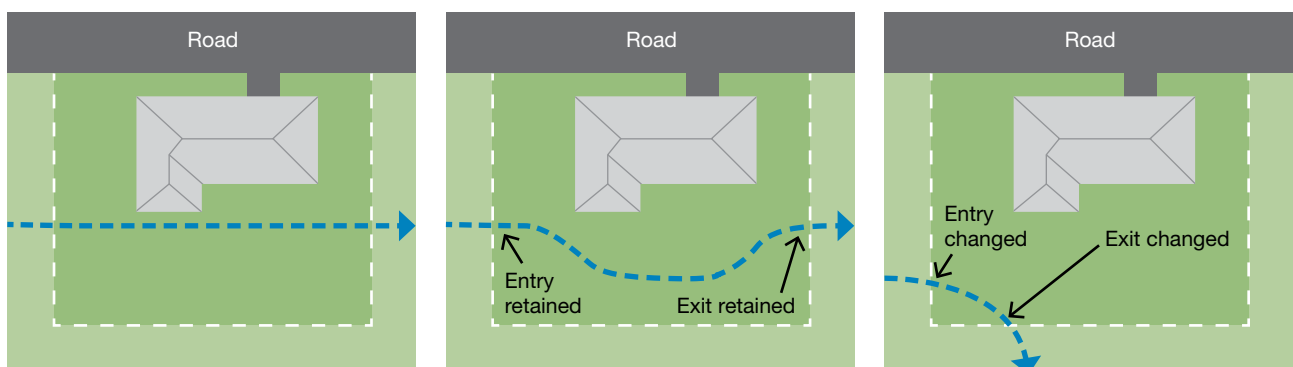 Road
Road
Entry
retained
Exit retained
Road
Entry
changed
Exit changed